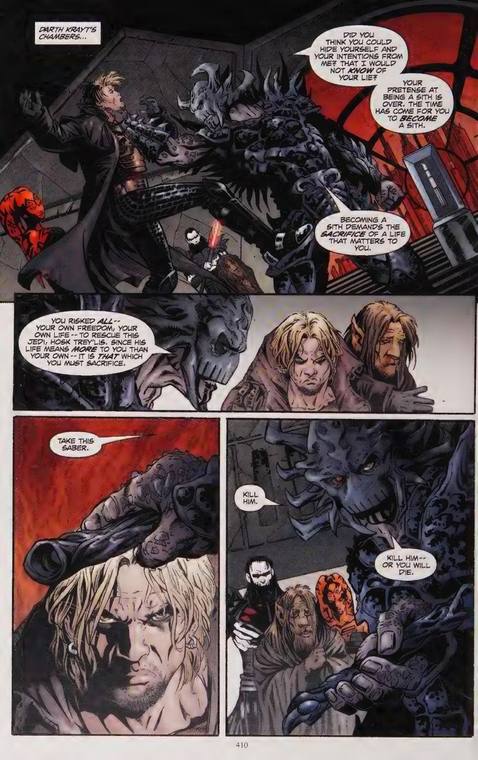 DARTH KRAYT'S
CHAMBERS...
DID YOU
THINK YOU COULD
HIDE YOURSELF AND
YOUR INTENTIONS FROM
ME? THAT I WOULD
NOT KNOW OF
YOUR LIE?
YOUR
PRETENSE AT
BEING A SITH
IS OVER. THE TIME
HAS COME FOR YOU
TO BECOME
A SITH.
BECOMING A
SITH DEMANDS THE
SACRIFICE OF A LIFE
THAT MATTERS TO
YOU.
YOU RISKED ALL--
YOUR OWN FREEDOM, YOUR
OWN LIFE -- TO RESCUE THIS
JEDI, HOSK TREY'LIS. SINCE HIS
LIFE MEANS MORE TO YOU THAN
YOUR OWN -- IT IS THAT WHICH
YOU MUST SACRIFICE.
TAKE THIS
SABER.
KILL
HIM.
KILL HIM--
OR YOU WILL
DIE.
410